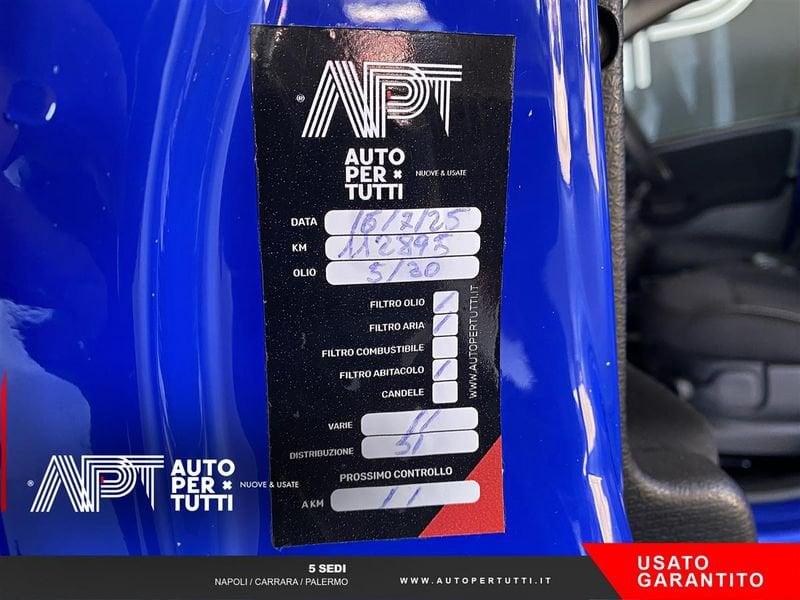 APT
®
AUTO
PER
TUTTI
NUOVE & USATE
DATA 16/7/25
KM 112895
OLIO 5/30
FILTRO OLIO /
FILTRO ARIA /
FILTRO COMBUSTIBILE
FILTRO ABITACOLO /
CANDELE
WWW.AUTOPERTUTTI.IT
VARIE //
DISTRIBUZIONE SI
PROSSIMO CONTROLLO
A KM //
APT
®
AUTO
PER
TUTTI
NUOVE & USATE
5 SEDI
NAPOLI / CARRARA / PALERMO
WWW.AUTOPERTUTTI.IT
USATO
GARANTITO